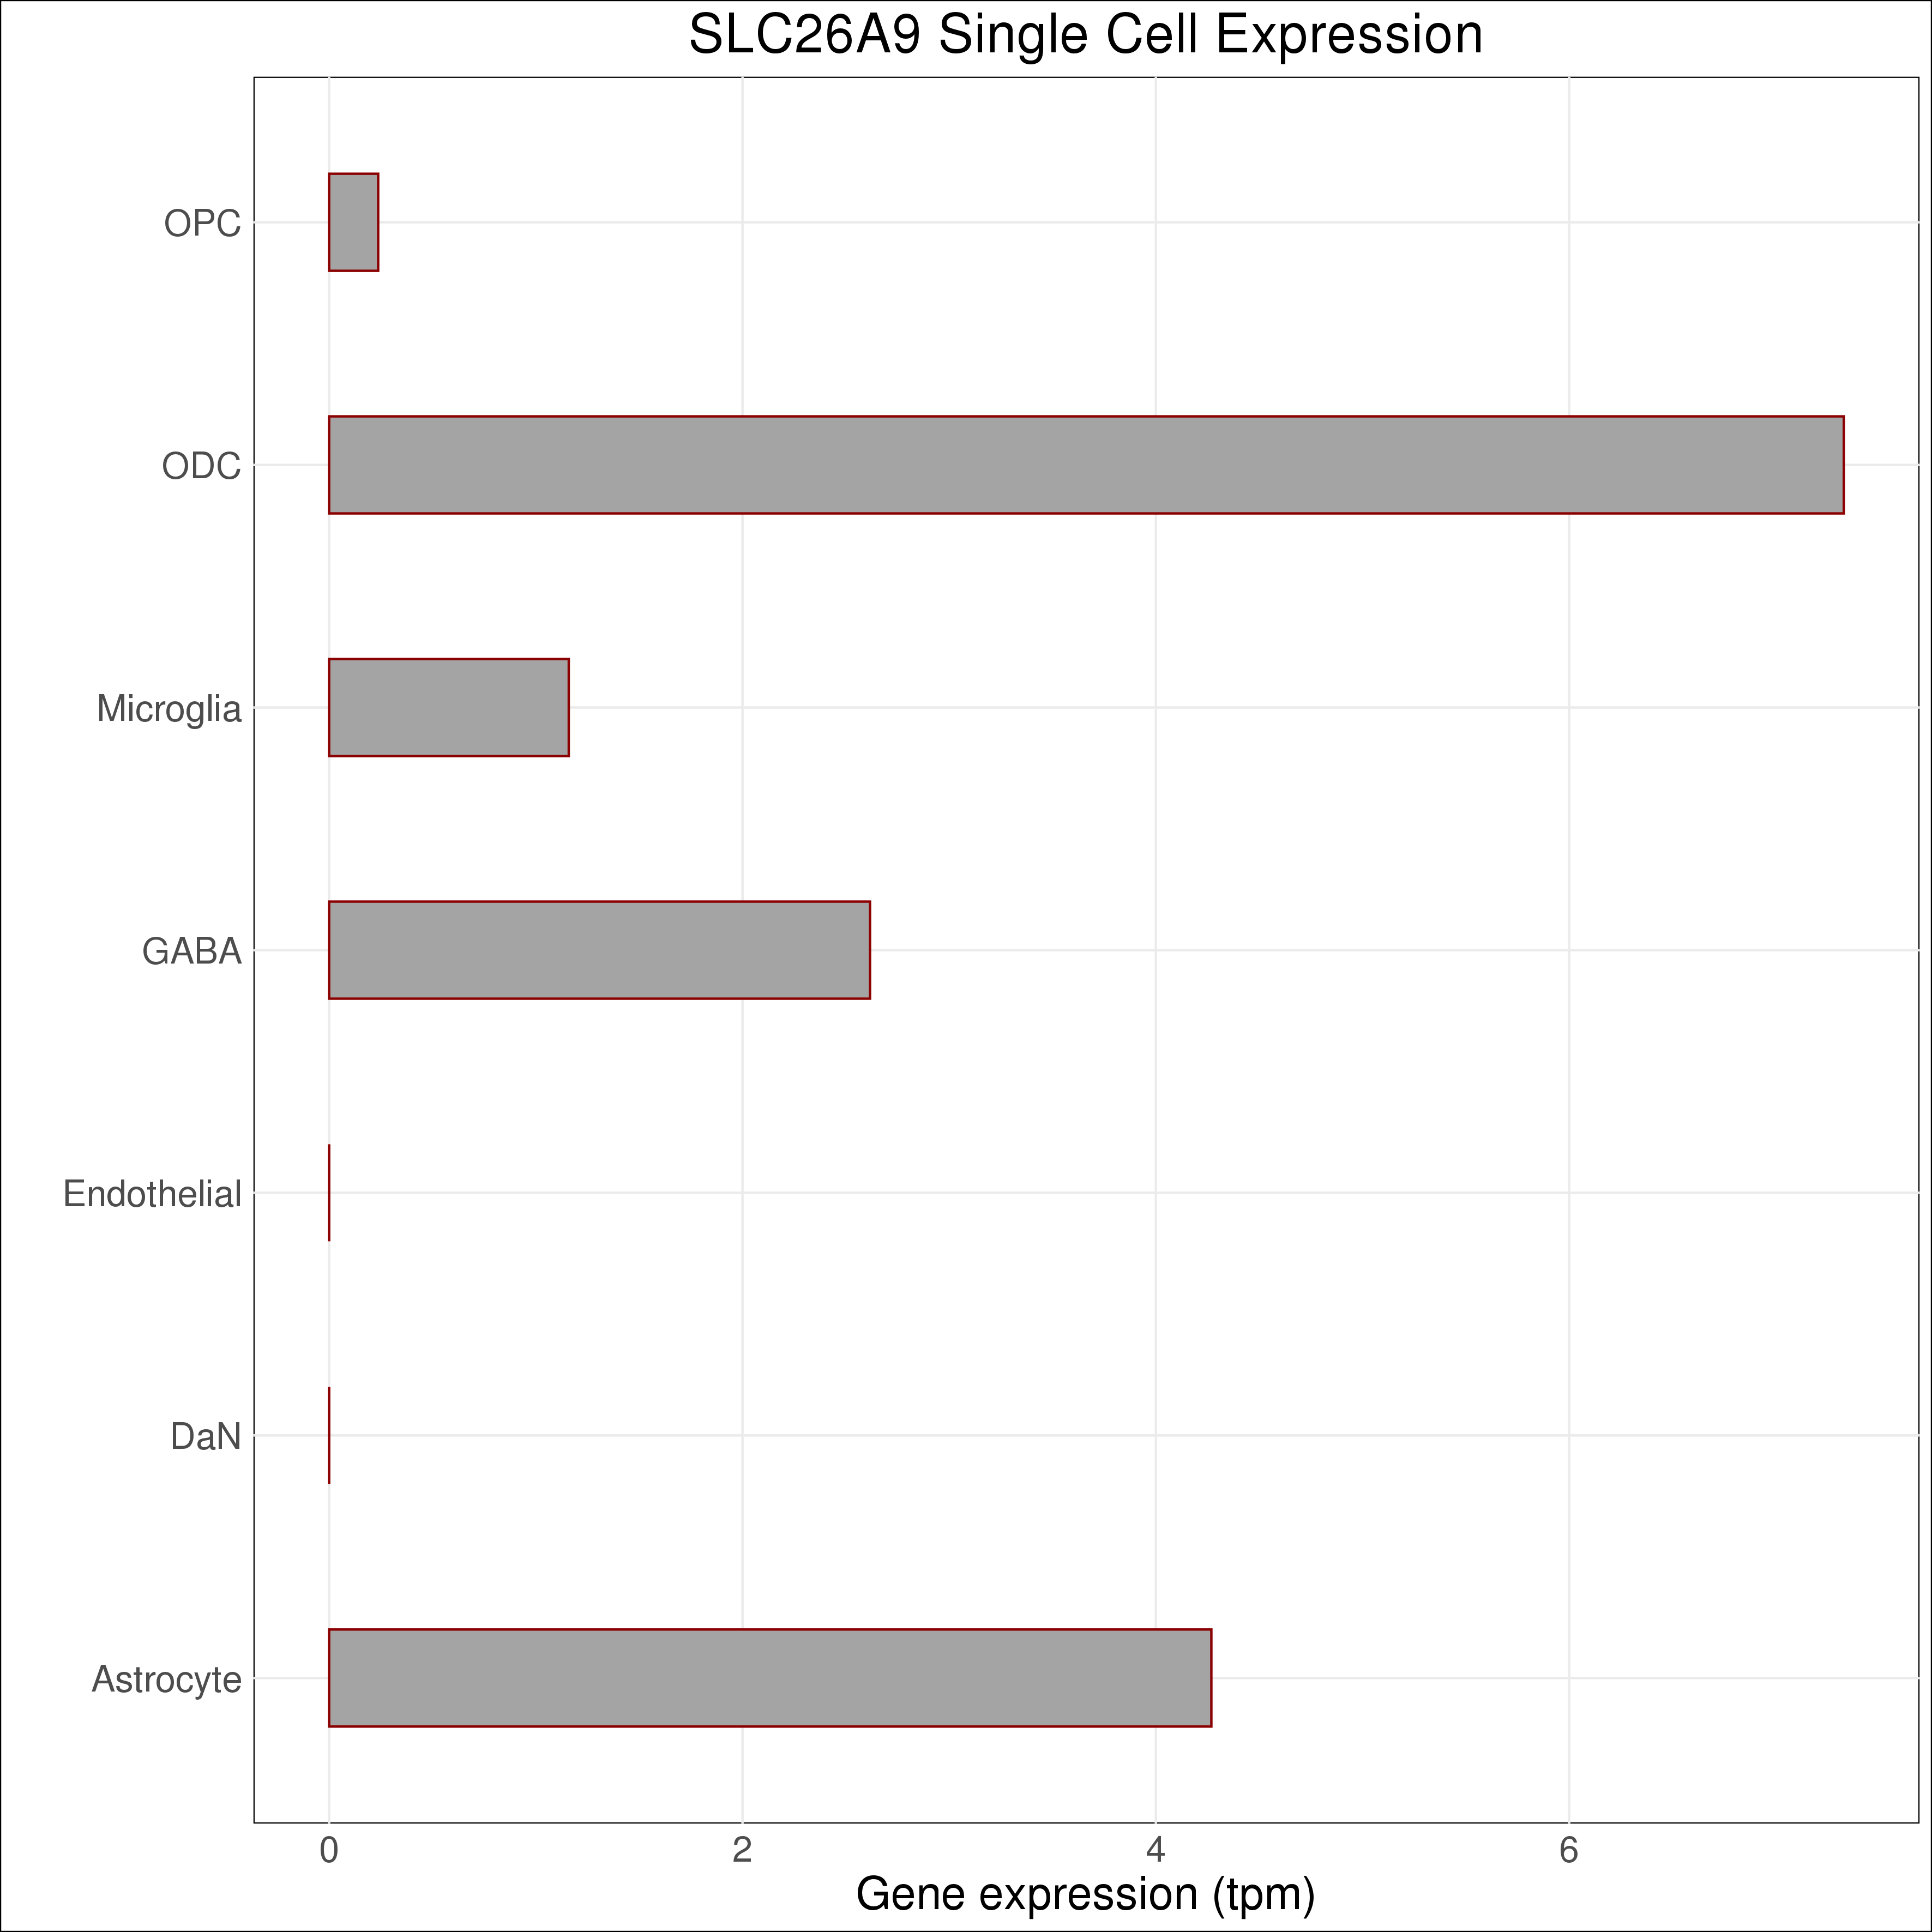 SLC26A9 Single Cell Expression
OPC
ODC
Microglia
GABA
Endothelial
DaN
Astrocyte
0 2 4 6
Gene expression (tpm)